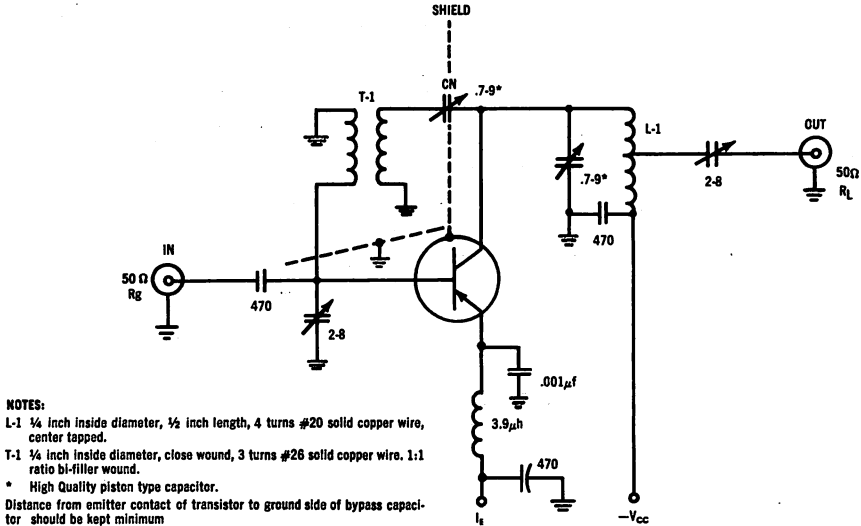 SHIELD
T-1
CN
.7-9*
L-1
OUT
.7-9*
2-8
50Ω
RL
470
IN
50 Ω
Rg
470
2-8
.001μf
3.9μh
470
IE
–VCC
NOTES:
L-1 ¼ inch inside diameter, ½ inch length, 4 turns #20 solid copper wire,
center tapped.
T-1 ¼ inch inside diameter, close wound, 3 turns #26 solid copper wire. 1:1
ratio bi-filler wound.
* High Quality piston type capacitor.
Distance from emitter contact of transistor to ground side of bypass capaci-
tor should be kept minimum